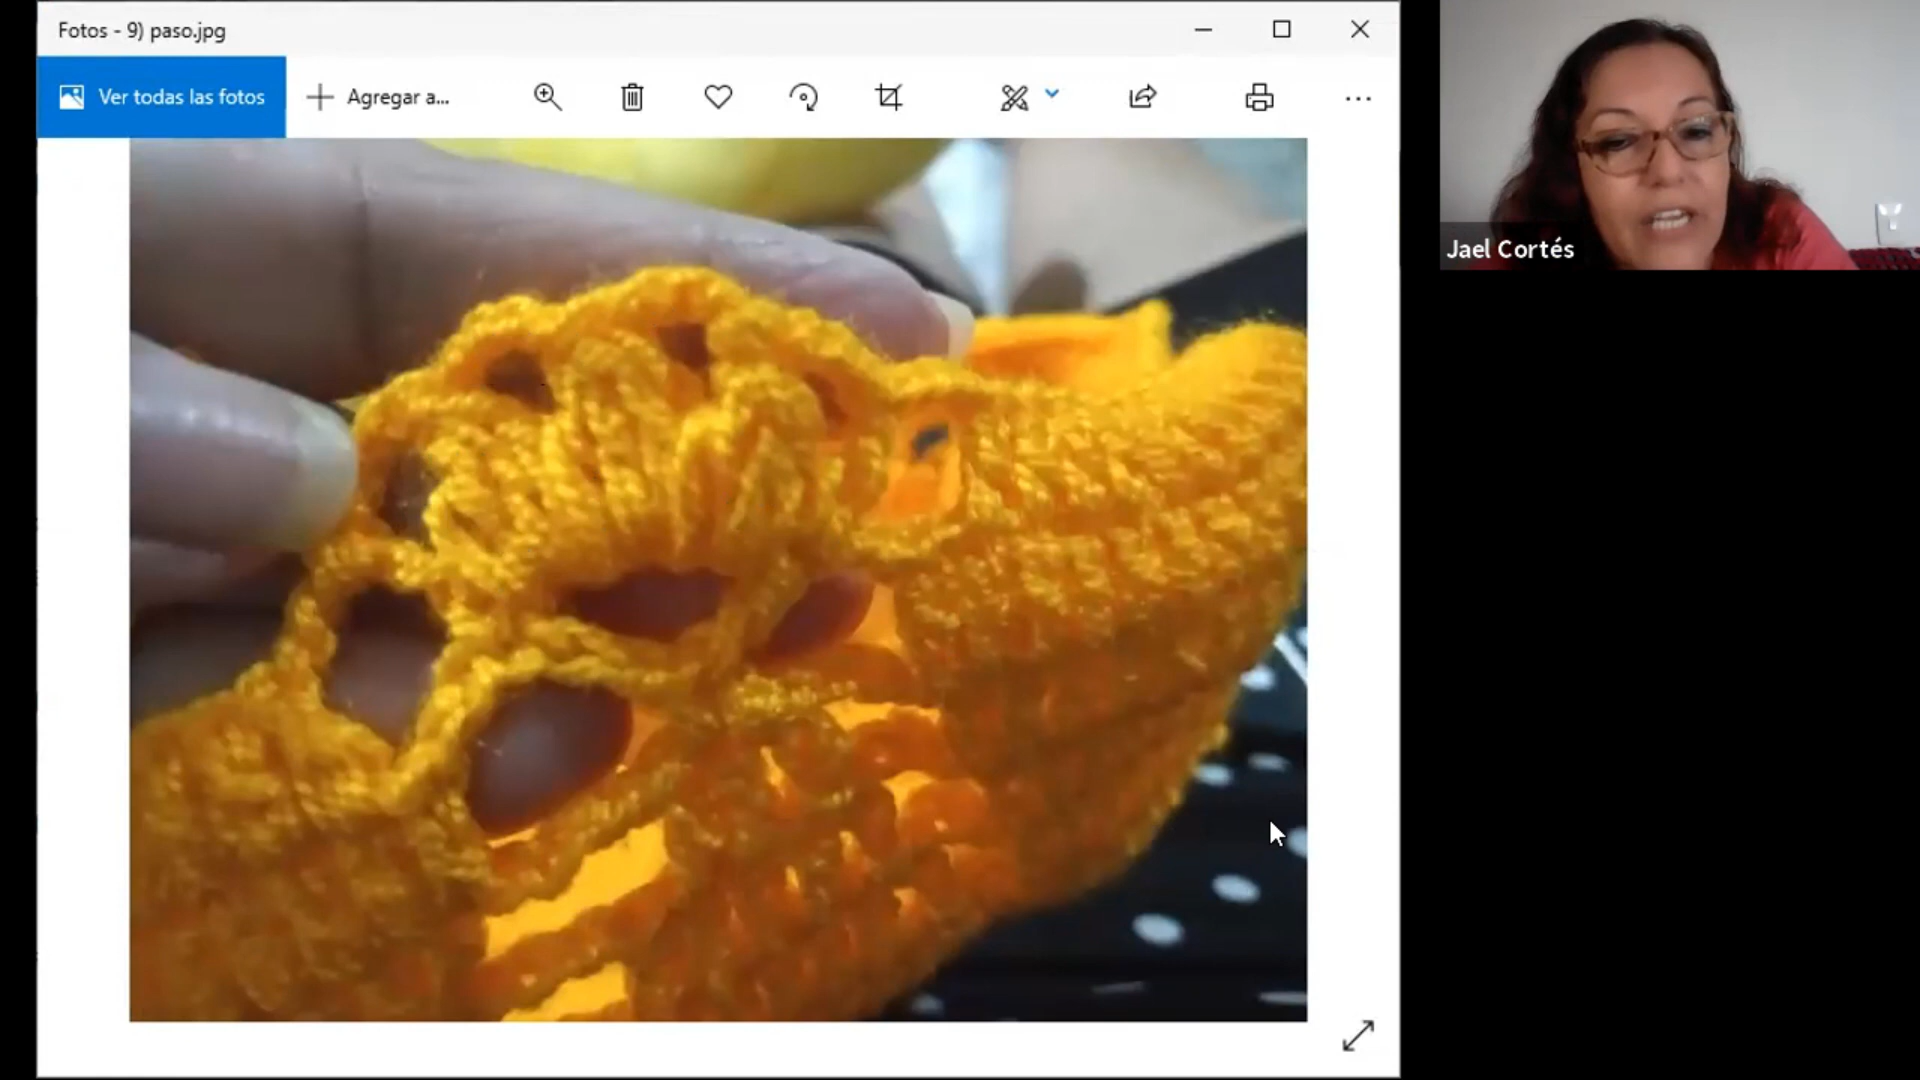 Fotos - 9) paso.jpg
Ver todas las fotos
Agregar a...
Jael Cortés